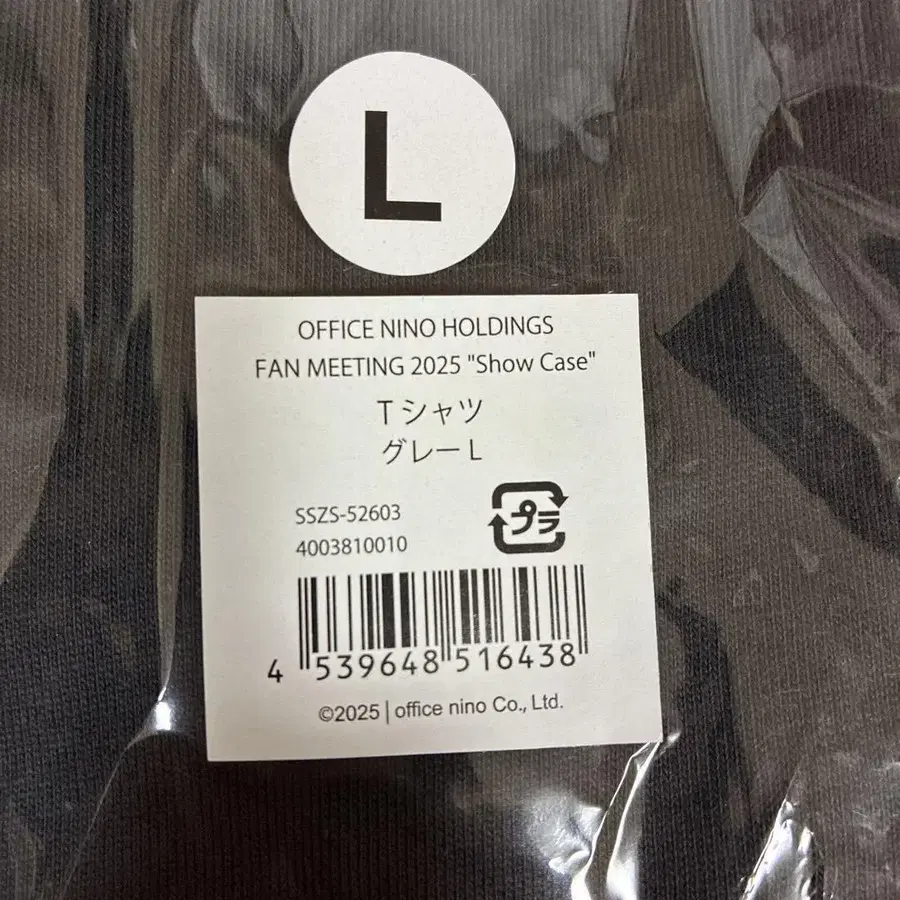 L
OFFICE NINO HOLDINGS
FAN MEETING 2025 "Show Case"
Tシャツ
グレー L
SSZS-52603
プラ
4003810010
4 539648 516438
©2025 | office nino Co., Ltd.